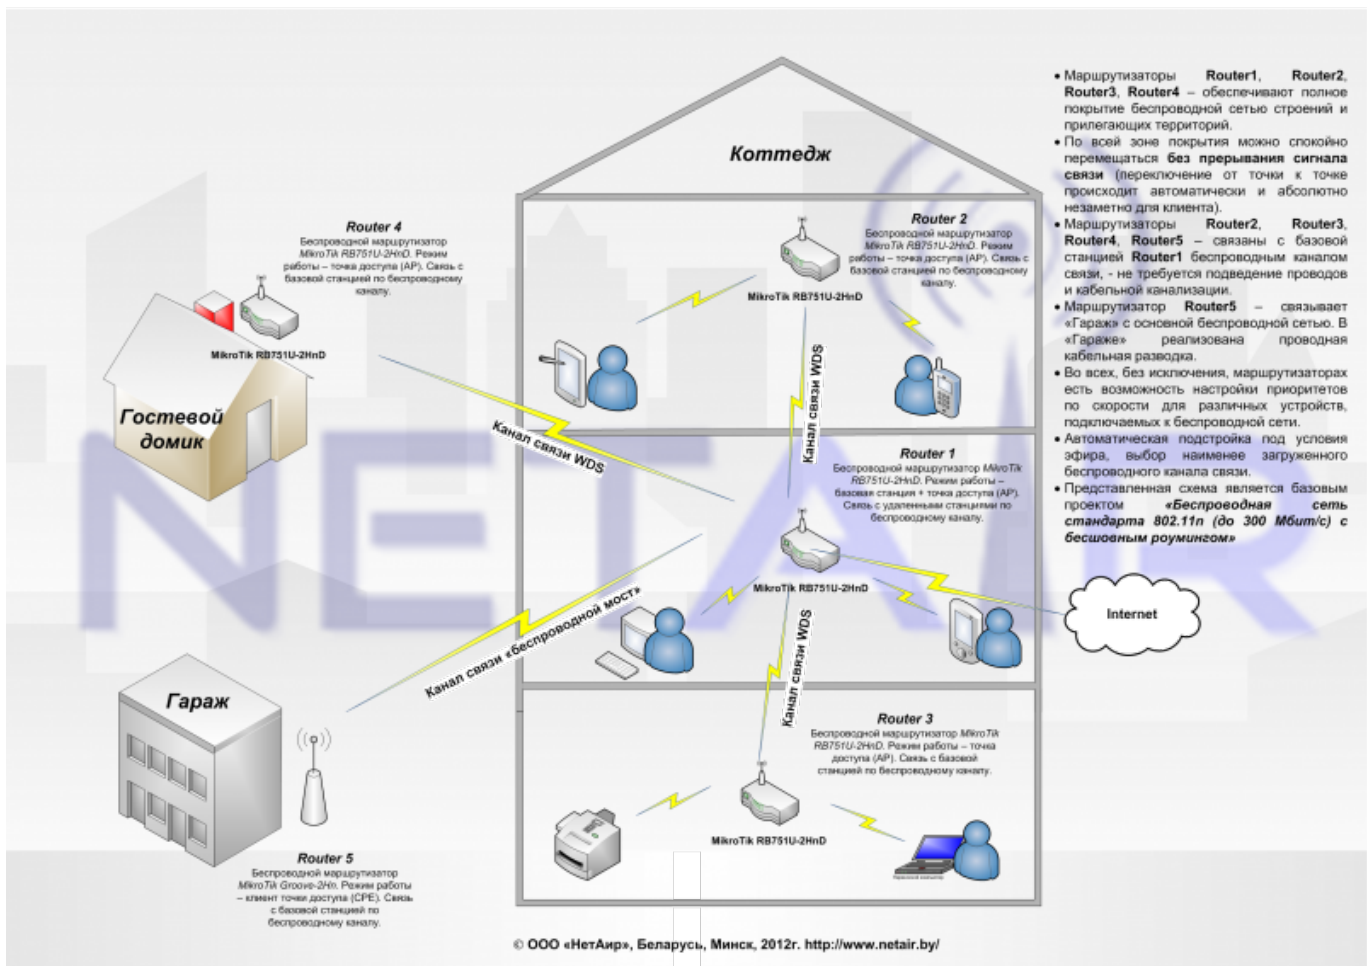 Коттедж
Router 4
Беспроводной маршрутизатор
MikroTik RB751U-2HnD. Режим
работы – точка доступа (AP). Связь с
базовой станцией по беспроводному
каналу.
MikroTik RB751U-2HnD
Гостевой
домик
Router 2
Беспроводной маршрутизатор
MikroTik RB751U-2HnD. Режим
работы – точка доступа (AP). Связь с
базовой станцией по беспроводному
каналу.
MikroTik RB751U-2HnD
Канал связи WDS
Канал связи WDS
Router 1
Беспроводной маршрутизатор MikroTik
RB751U-2HnD. Режим работы –
базовая станция + точка доступа (AP).
Связь с удаленными станциями по
беспроводному каналу.
MikroTik RB751U-2HnD
Канал связи «беспроводной мост»
Канал связи WDS
Internet
Гараж
Router 3
Беспроводной маршрутизатор MikroTik
RB751U-2HnD. Режим работы – точка
доступа (AP). Связь с базовой
станцией по беспроводному каналу.
MikroTik RB751U-2HnD
Router 5
Беспроводной маршрутизатор
MikroTik Groove-2Hn. Режим работы
– клиент точки доступа (CPE). Связь
с базовой станцией по
беспроводному каналу.
• Маршрутизаторы Router1, Router2,
Router3, Router4 – обеспечивают полное
покрытие беспроводной сетью строений и
прилегающих территорий.
• По всей зоне покрытия можно спокойно
перемещаться без прерывания сигнала
связи (переключение от точки к точке
происходит автоматически и абсолютно
незаметно для клиента).
• Маршрутизаторы Router2, Router3,
Router4, Router5 – связаны с базовой
станцией Router1 беспроводным каналом
связи, - не требуется подведение проводов
и кабельной канализации.
• Маршрутизатор Router5 – связывает
«Гараж» с основной беспроводной сетью. В
«Гараже» реализована проводная
кабельная разводка.
• Во всех, без исключения, маршрутизаторах
есть возможность настройки приоритетов
по скорости для различных устройств,
подключаемых к беспроводной сети.
• Автоматическая подстройка под условия
эфира, выбор наименее загруженного
беспроводного канала связи.
• Представленная схема является базовым
проектом «Беспроводная сеть
стандарта 802.11n (до 300 Мбит/с) с
бесшовным роумингом»
NETAIR
© ООО «НетАир», Беларусь, Минск, 2012г. http://www.netair.by/